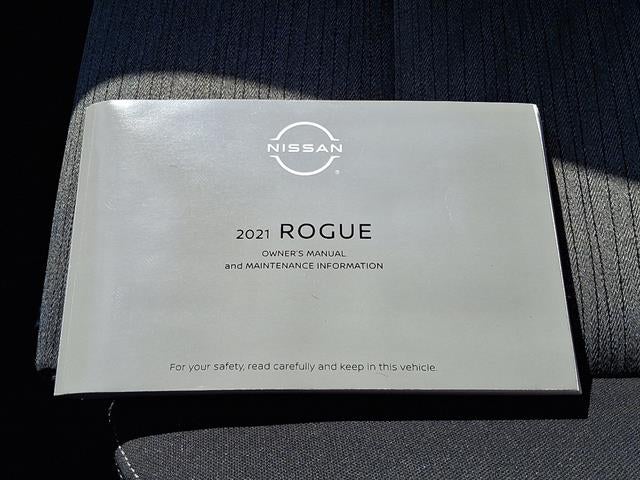 NISSAN
2021 ROGUE
OWNER'S MANUAL
and MAINTENANCE INFORMATION
For your safety, read carefully and keep in this vehicle.